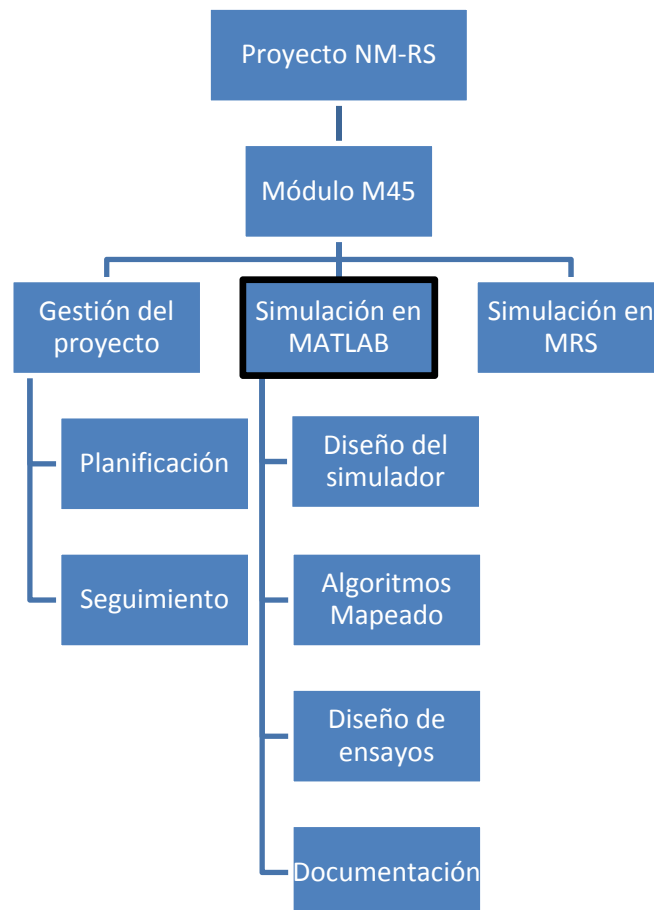 Proyecto NM-RS
Módulo M45
Gestión del
proyecto
Simulación en
MATLAB
Simulación en
MRS
Planificación
Seguimiento
Diseño del
simulador
Algoritmos
Mapeado
Diseño de
ensayos
Documentación